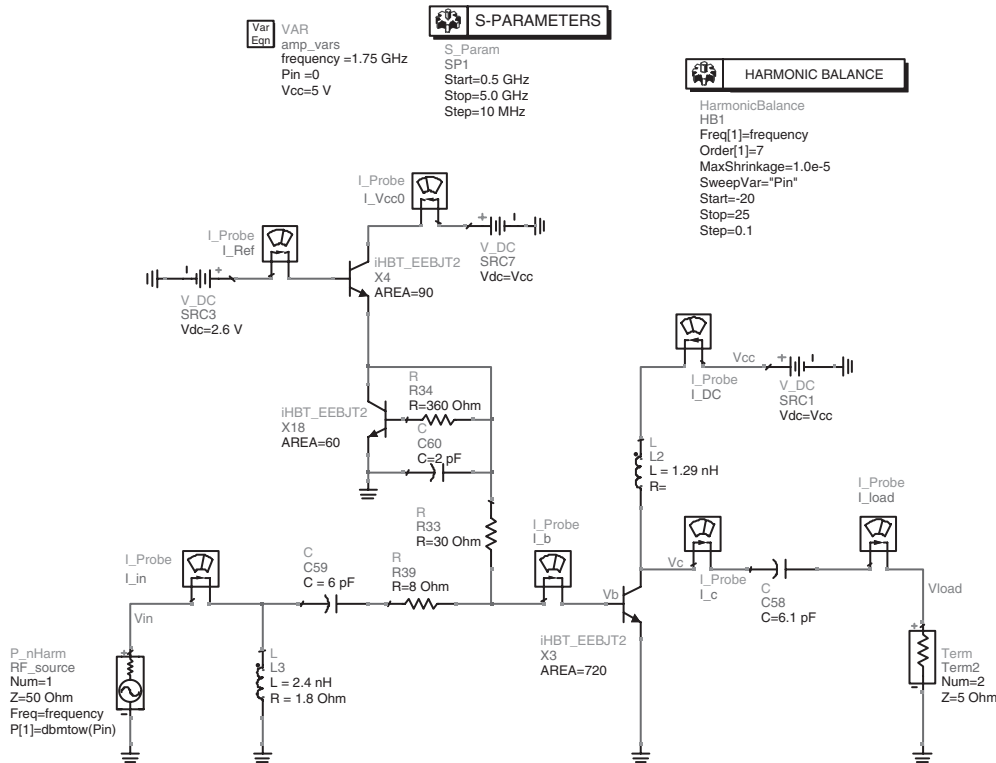 Var
Eqn
VAR
amp_vars
frequency =1.75 GHz
Pin =0
Vcc=5 V
S-PARAMETERS
S_Param
SP1
Start=0.5 GHz
Stop=5.0 GHz
Step=10 MHz
HARMONIC BALANCE
HarmonicBalance
HB1
Freq[1]=frequency
Order[1]=7
MaxShrinkage=1.0e-5
SweepVar="Pin"
Start=-20
Stop=25
Step=0.1
I_Probe
I_Vcc0
I_Probe
I_Ref
V_DC
SRC7
Vdc=Vcc
iHBT_EEBJT2
X4
AREA=90
V_DC
SRC3
Vdc=2.6 V
I_Probe
I_DC
Vcc
V_DC
SRC1
Vdc=Vcc
R
R34
R=360 Ohm
iHBT_EEBJT2
X18
AREA=60
C
C60
C=2 pF
L
L2
L = 1.29 nH
R=
R
R33
R=30 Ohm
I_Probe
I_b
I_Probe
I_load
I_Probe
I_in
C
C59
C = 6 pF
R
R39
R=8 Ohm
Vc
I_Probe
I_c
C
C58
C=6.1 pF
Vload
Vin
Vb
iHBT_EEBJT2
X3
AREA=720
P_nHarm
RF_source
Num=1
Z=50 Ohm
Freq=frequency
P[1]=dbmtow(Pin)
L
L3
L = 2.4 nH
R = 1.8 Ohm
Term
Term2
Num=2
Z=5 Ohm